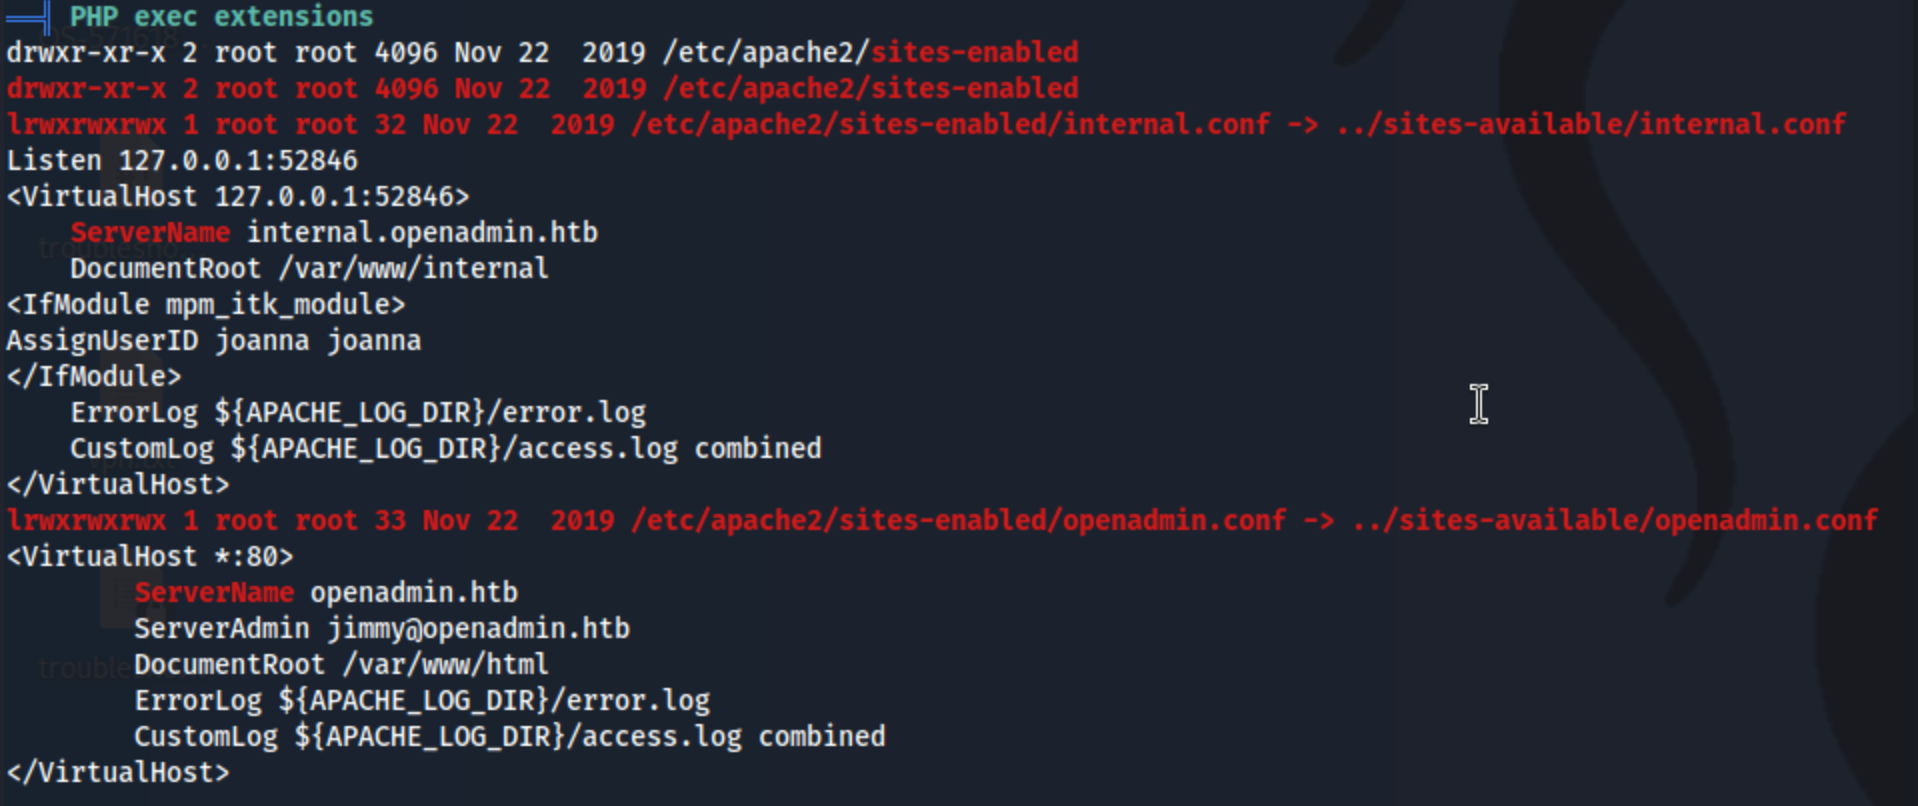 PHP exec extensions
drwxr-xr-x 2 root root 4096 Nov 22  2019 /etc/apache2/sites-enabled
drwxr-xr-x 2 root root 4096 Nov 22  2019 /etc/apache2/sites-enabled
lrwxrwxrwx 1 root root 32 Nov 22  2019 /etc/apache2/sites-enabled/internal.conf -> ../sites-available/internal.conf
Listen 127.0.0.1:52846
<VirtualHost 127.0.0.1:52846>
    ServerName internal.openadmin.htb
    DocumentRoot /var/www/internal
<IfModule mpm_itk_module>
AssignUserID joanna joanna
</IfModule>
    ErrorLog ${APACHE_LOG_DIR}/error.log
    CustomLog ${APACHE_LOG_DIR}/access.log combined
</VirtualHost>
lrwxrwxrwx 1 root root 33 Nov 22  2019 /etc/apache2/sites-enabled/openadmin.conf -> ../sites-available/openadmin.conf
<VirtualHost *:80>
        ServerName openadmin.htb
        ServerAdmin jimmy@openadmin.htb
        DocumentRoot /var/www/html
        ErrorLog ${APACHE_LOG_DIR}/error.log
        CustomLog ${APACHE_LOG_DIR}/access.log combined
</VirtualHost>